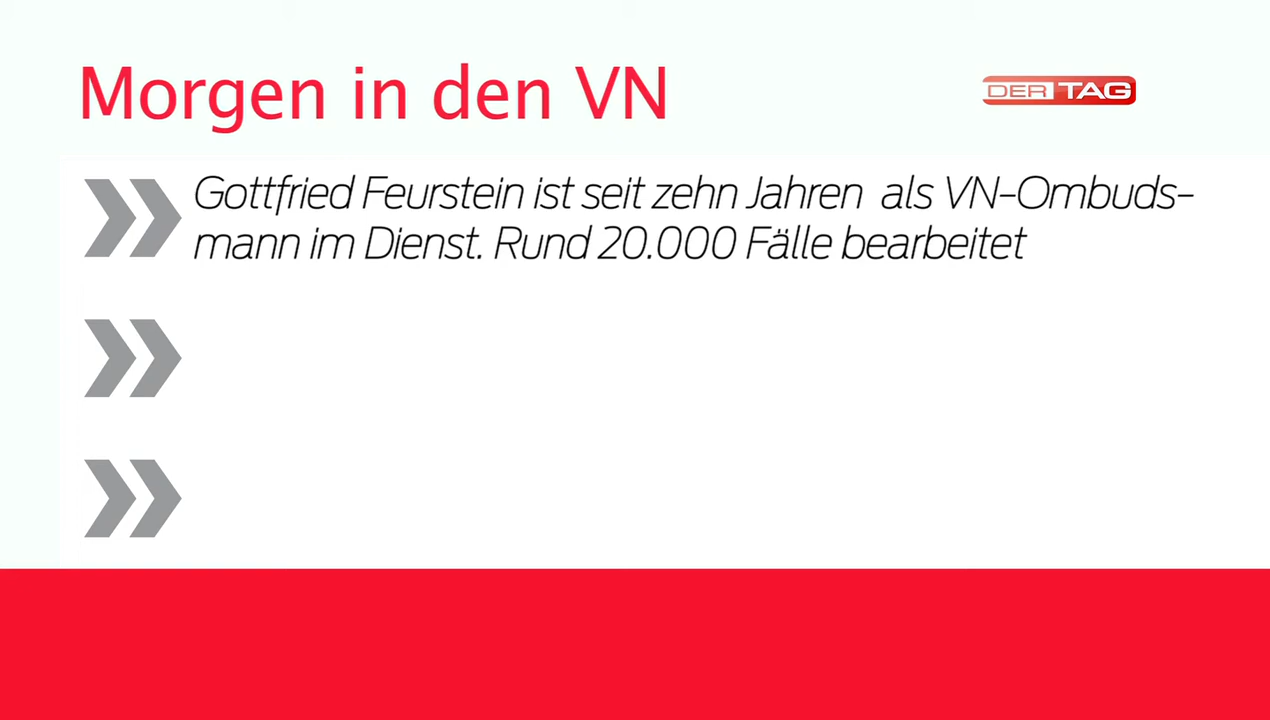 Morgen in den VN
DER TAG
Gottfried Feurstein ist seit zehn Jahren als VN-Ombuds-
mann im Dienst. Rund 20.000 Fälle bearbeitet